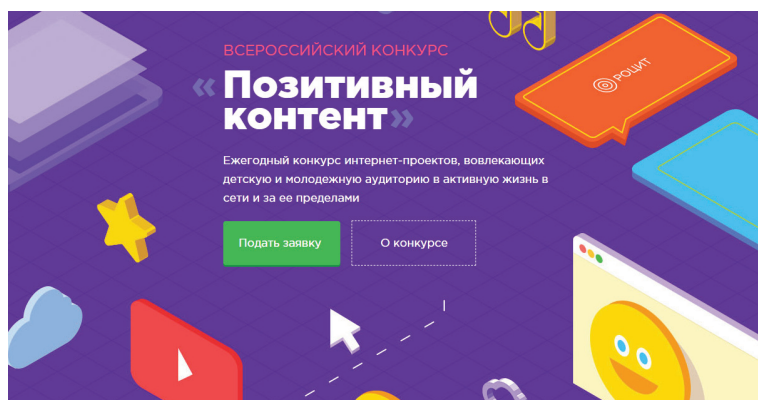 ВСЕРОССИЙСКИЙ КОНКУРС
«Позитивный
контент»
Ежегодный конкурс интернет-проектов, вовлекающих
детскую и молодежную аудиторию в активную жизнь в
сети и за ее пределами
Подать заявку
О конкурсе
РОЦИТ